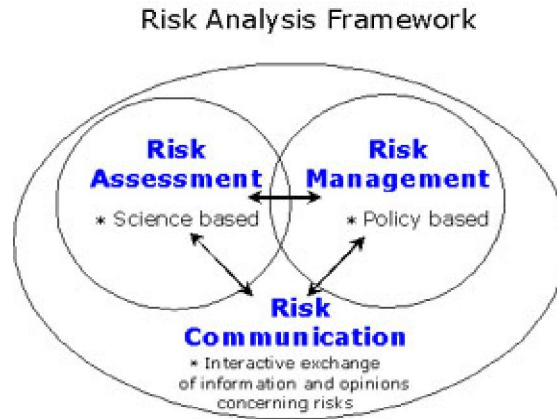 Risk Analysis Framework
Risk
Assessment
* Science based
Risk
Management
* Policy based
Risk
Communication
* Interactive exchange
of information and opinions
concerning risks